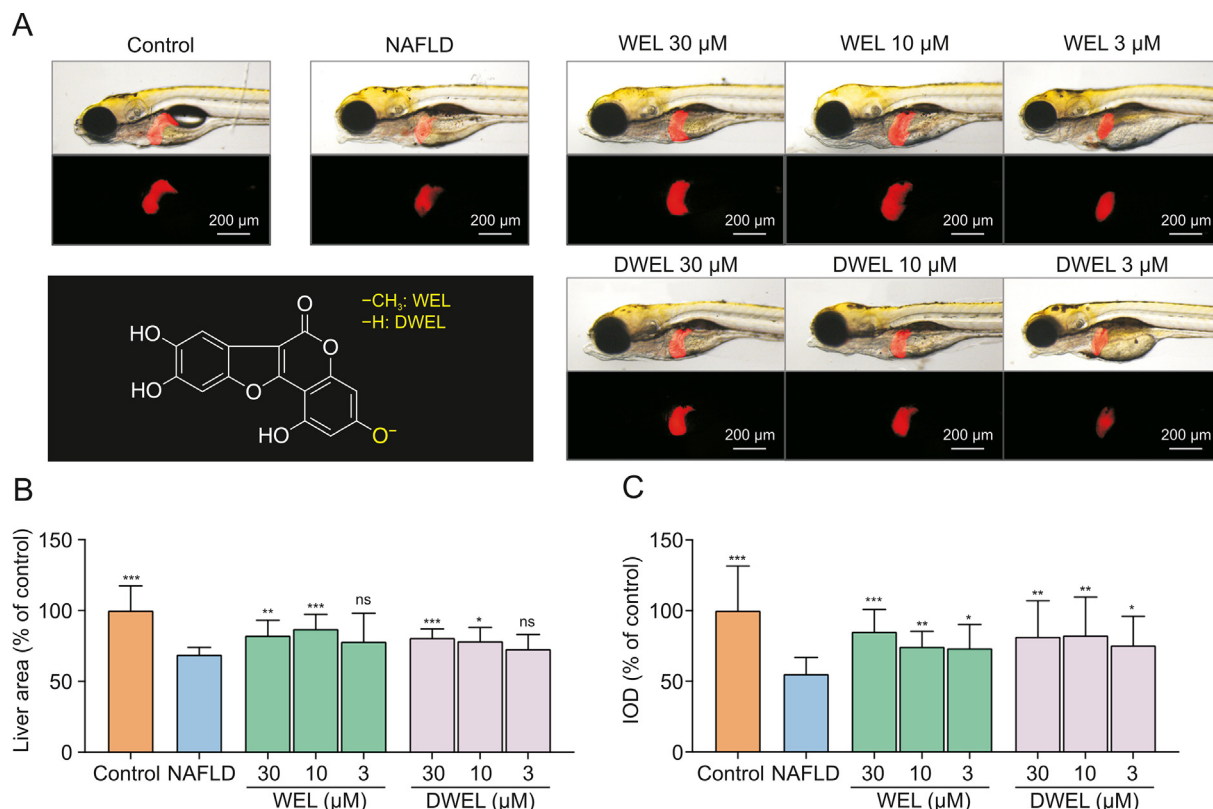 A
Control
NAFLD
WEL 30 µM
WEL 10 µM
WEL 3 µM
200 µm
200 µm
200 µm
200 µm
200 µm
DWEL 30 µM
DWEL 10 µM
DWEL 3 µM
200 µm
200 µm
200 µm
−CH₃: WEL
−H: DWEL
O
O
HO
HO
O
HO
O⁻
B
Liver area (% of control)
150
100
50
0
***
**
***
ns
***
*
ns
Control
NAFLD
30
10
3
WEL (µM)
30
10
3
DWEL (µM)
C
IOD (% of control)
150
100
50
0
***
***
**
*
**
**
*
Control
NAFLD
30
10
3
WEL (µM)
30
10
3
DWEL (µM)